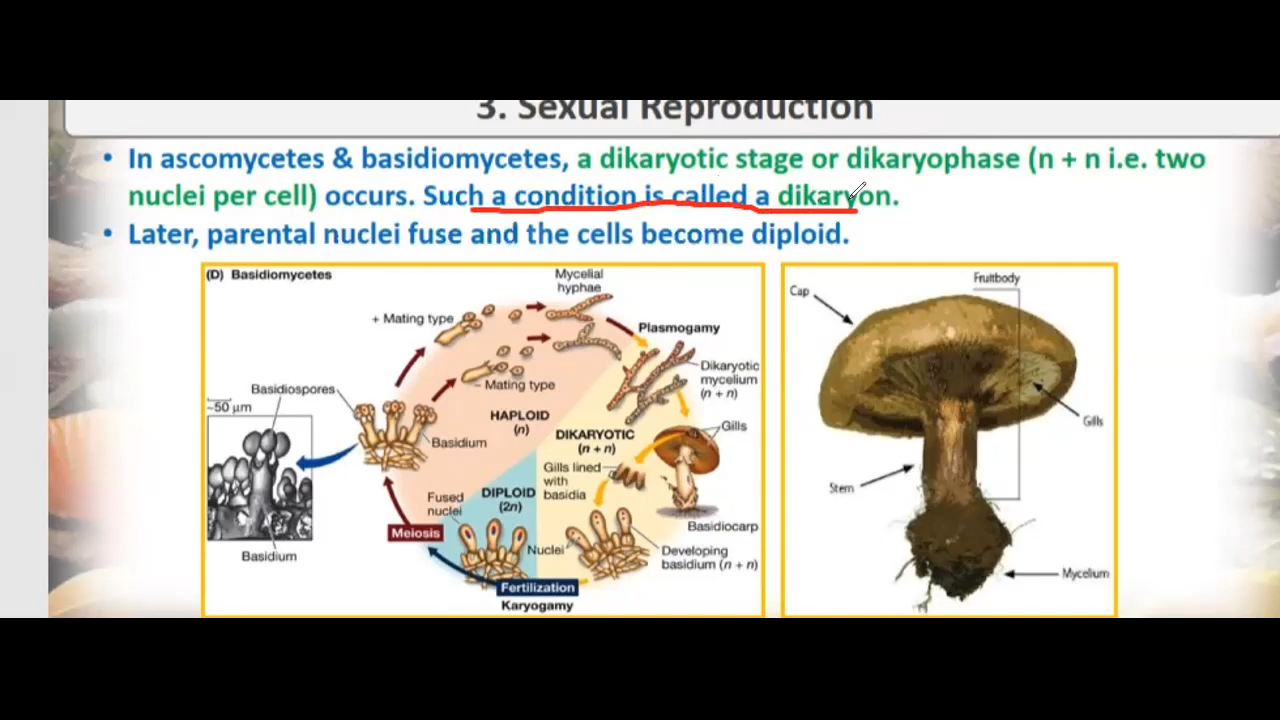 3. Sexual Reproduction
• In ascomycetes & basidiomycetes, a dikaryotic stage or dikaryophase (n + n i.e. two
nuclei per cell) occurs. Such a condition is called a dikaryon.
• Later, parental nuclei fuse and the cells become diploid.
(D) Basidiomycetes
Mycelial
hyphae
+ Mating type
Plasmogamy
Dikaryotic
mycelium
(n + n)
- Mating type
Basidiospores
~50 µm
HAPLOID
(n)
Basidium
DIKARYOTIC
(n + n)
Gills
Gills lined
with
basidia
Fused
nuclei
DIPLOID
(2n)
Meiosis
Nuclei
Basidiocarp
Developing
basidium (n + n)
Basidium
Fertilization
Karyogamy
Fruitbody
Cap
Gills
Stem
Mycelium